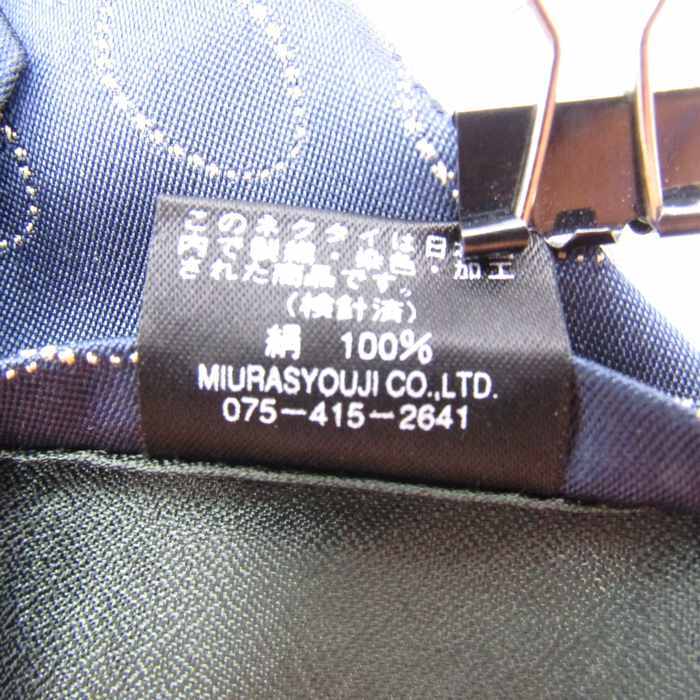 このネクタイは日
内で製織・染色・加工
された商品です。
(検針済)
絹 100%
MIURASYOUJI CO.,LTD.
075-415-2641